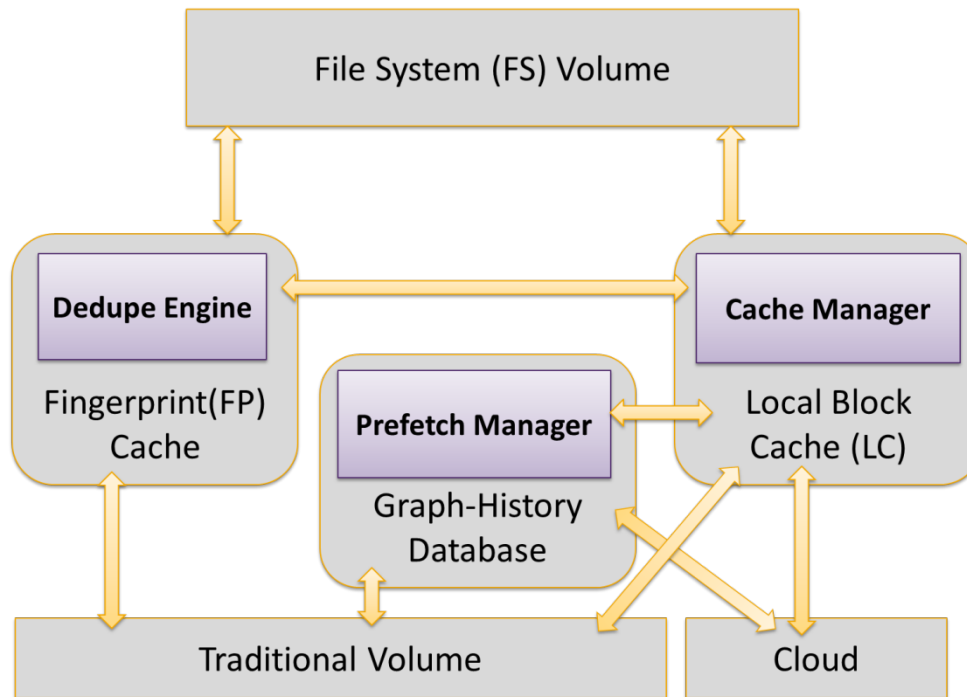 File System (FS) Volume
Dedupe Engine
Fingerprint(FP)
Cache
Cache Manager
Local Block
Cache (LC)
Prefetch Manager
Graph-History
Database
Traditional Volume
Cloud